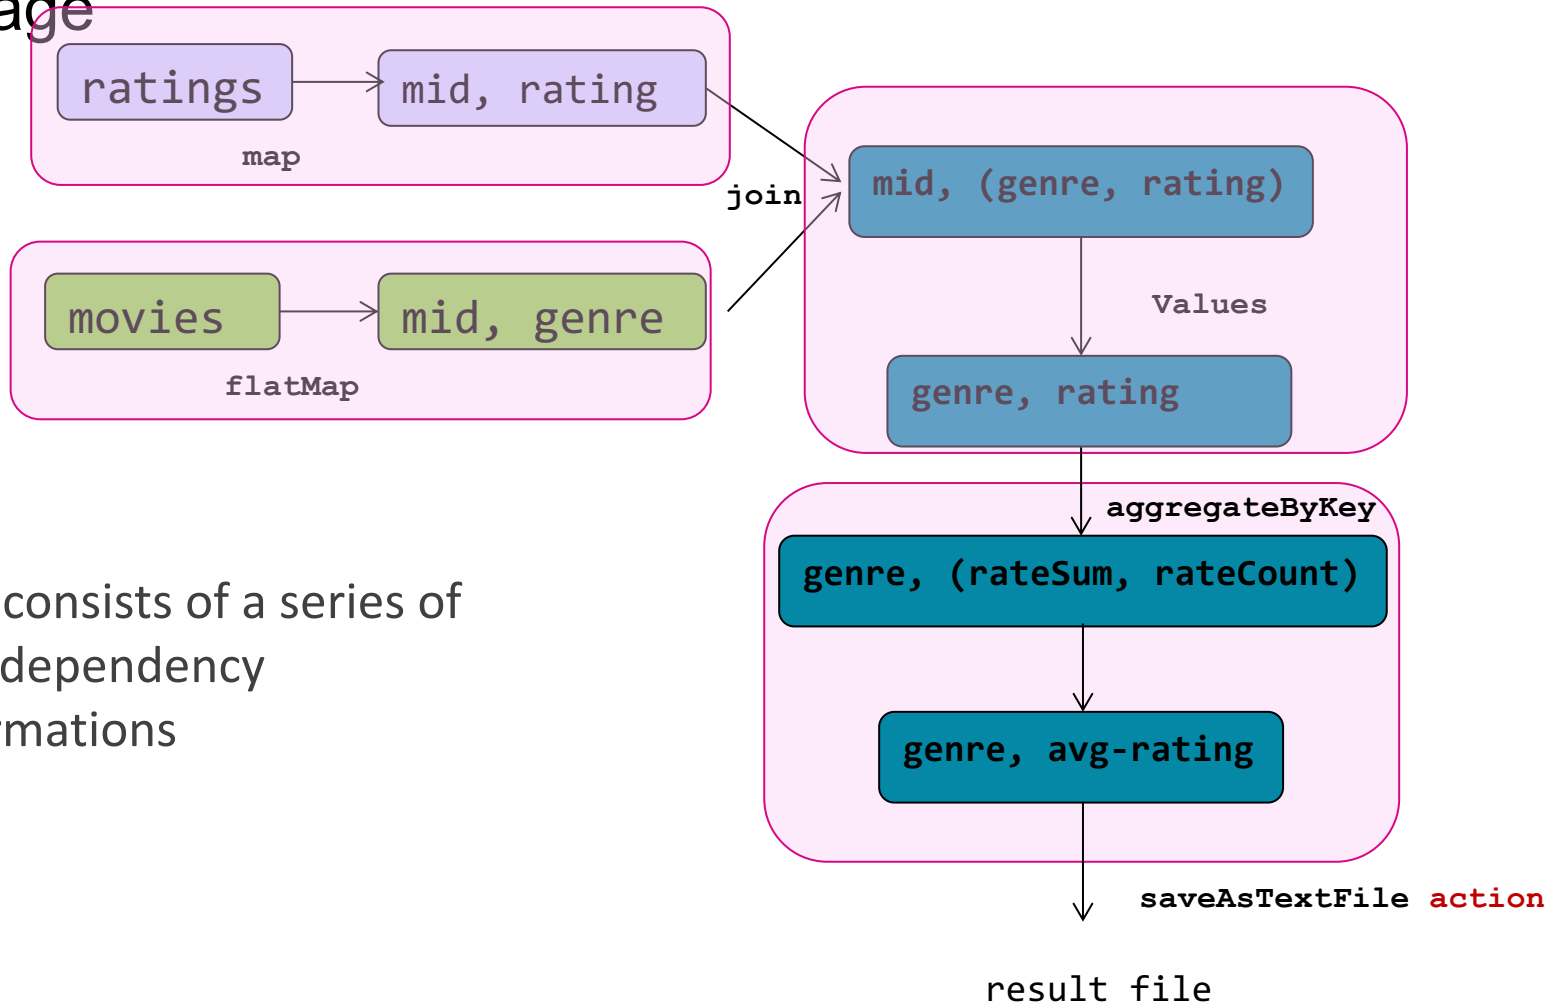 age
ratings
mid, rating
map
join
mid, (genre, rating)
movies
mid, genre
flatMap
Values
genre, rating
aggregateByKey
genre, (rateSum, rateCount)
consists of a series of
dependency
rmations
genre, avg-rating
saveAsTextFile action
result file